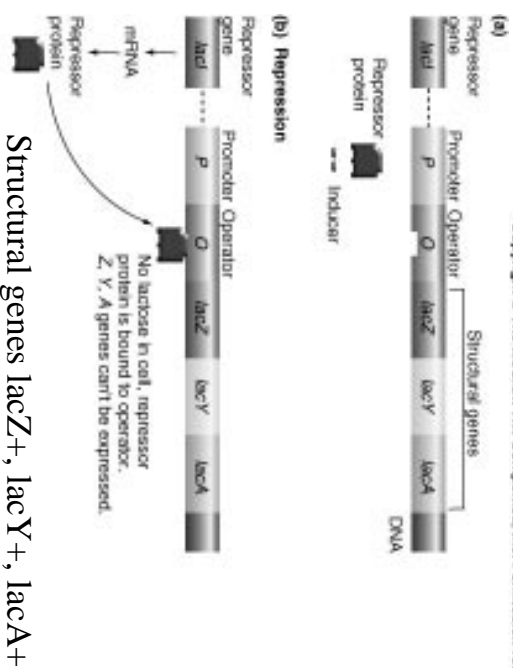 (a)
Repressor
gene
lacI
Promoter Operator
P
O
lacZ
lacY
lacA
Structural genes
DNA
Repressor
protein
Inducer
(b) Repression
Repressor
gene
lacI
Promoter Operator
P
O
lacZ
lacY
lacA
mRNA
Repressor
protein
No lactose in cell, repressor
protein is bound to operator.
Z, Y, A genes can't be expressed.
Structural genes lacZ+, lacY+, lacA+